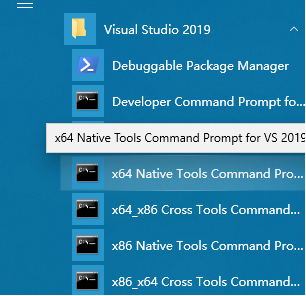 Visual Studio 2019
Debuggable Package Manager
Developer Command Prompt fo...
x64 Native Tools Command Prompt for VS 2019
x64 Native Tools Command Pro...
x64_x86 Cross Tools Command...
x86 Native Tools Command Pro...
x86_x64 Cross Tools Command...